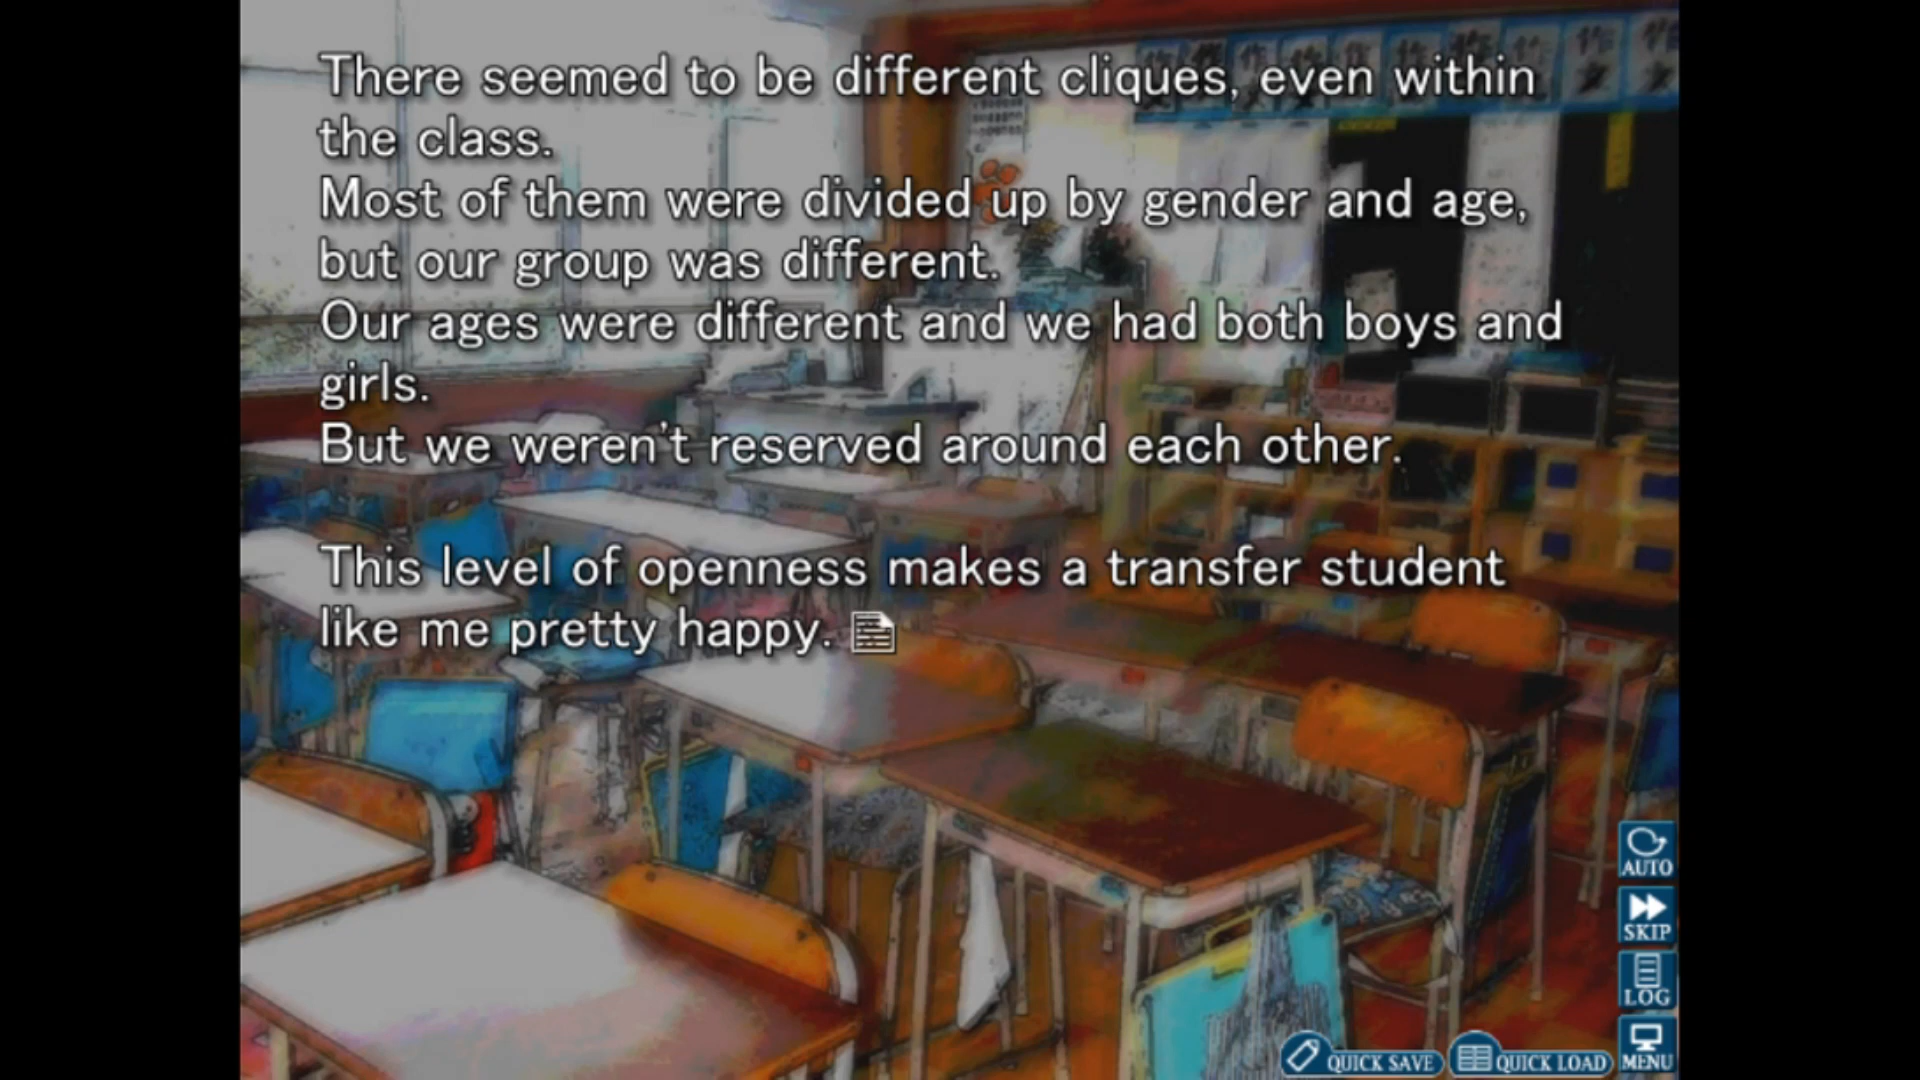 There seemed to be different cliques, even within
the class.
Most of them were divided up by gender and age,
but our group was different.
Our ages were different and we had both boys and
girls.
But we weren't reserved around each other.
This level of openness makes a transfer student
like me pretty happy.
AUTO
SKIP
LOG
MENU
QUICK SAVE
QUICK LOAD